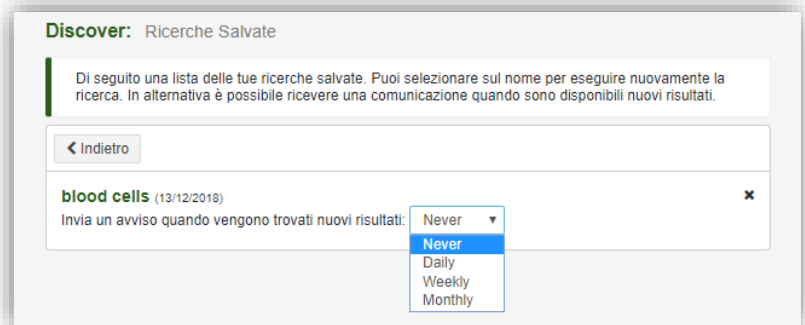 Discover: Ricerche Salvate
Di seguito una lista delle tue ricerche salvate. Puoi selezionare sul nome per eseguire nuovamente la
ricerca. In alternativa è possibile ricevere una comunicazione quando sono disponibili nuovi risultati.
Indietro
blood cells (13/12/2018)
Invia un avviso quando vengono trovati nuovi risultati: Never
Never
Daily
Weekly
Monthly